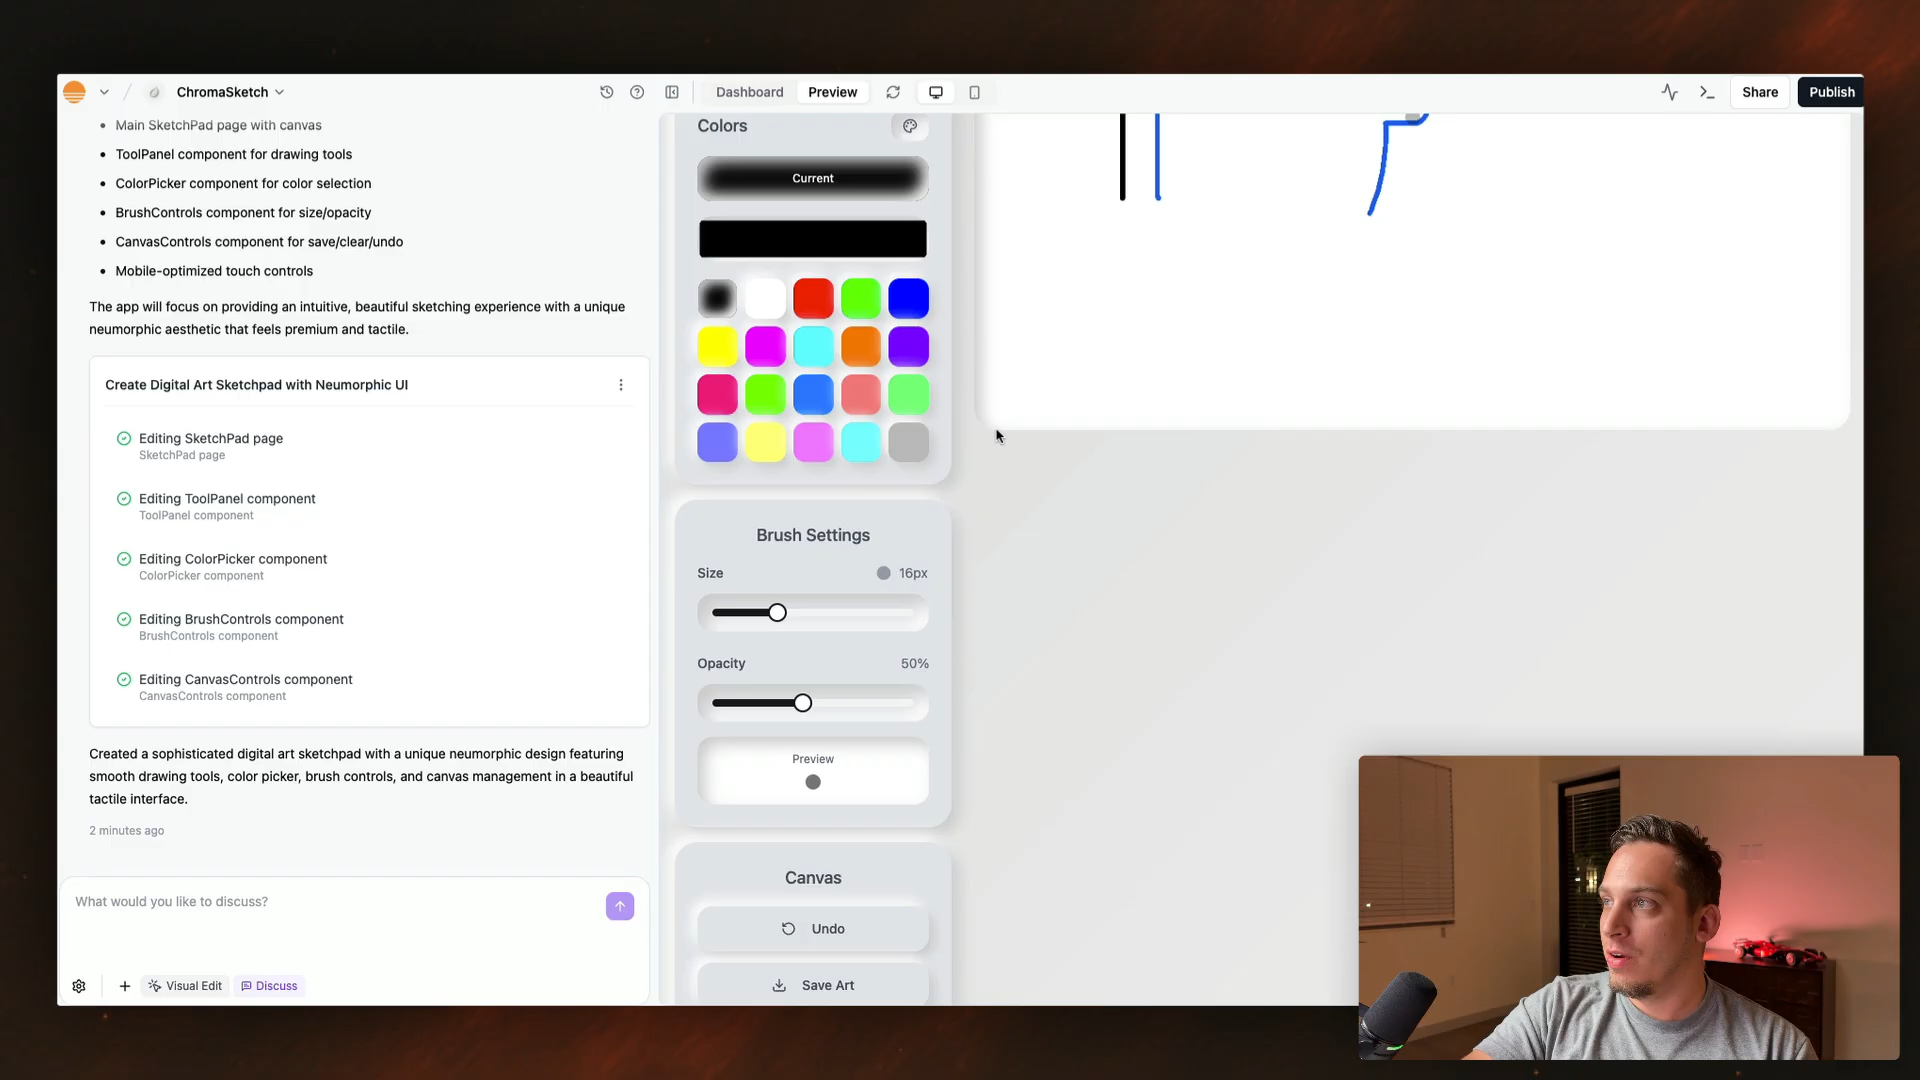 ChromaSketch
Dashboard
Preview
Share
Publish
Main SketchPad page with canvas
ToolPanel component for drawing tools
ColorPicker component for color selection
BrushControls component for size/opacity
CanvasControls component for save/clear/undo
Mobile-optimized touch controls
The app will focus on providing an intuitive, beautiful sketching experience with a unique
neumorphic aesthetic that feels premium and tactile.
Create Digital Art Sketchpad with Neumorphic UI
Editing SketchPad page
SketchPad page
Editing ToolPanel component
ToolPanel component
Editing ColorPicker component
ColorPicker component
Editing BrushControls component
BrushControls component
Editing CanvasControls component
CanvasControls component
Created a sophisticated digital art sketchpad with a unique neumorphic design featuring
smooth drawing tools, color picker, brush controls, and canvas management in a beautiful
tactile interface.
2 minutes ago
What would you like to discuss?
Visual Edit
Discuss
Colors
Current
Brush Settings
Size
16px
Opacity
50%
Preview
Canvas
Undo
Save Art